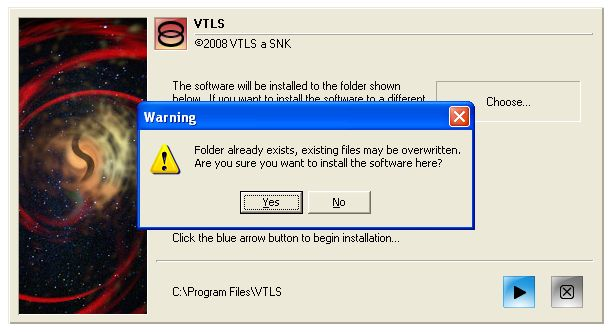 VTLS
©2008 VTLS a SNK
The software will be installed to the folder shown
below. If you want to install the software to a different
Choose...
Warning
Folder already exists, existing files may be overwritten.
Are you sure you want to install the software here?
Yes
No
Click the blue arrow button to begin installation...
C:\Program Files\VTLS